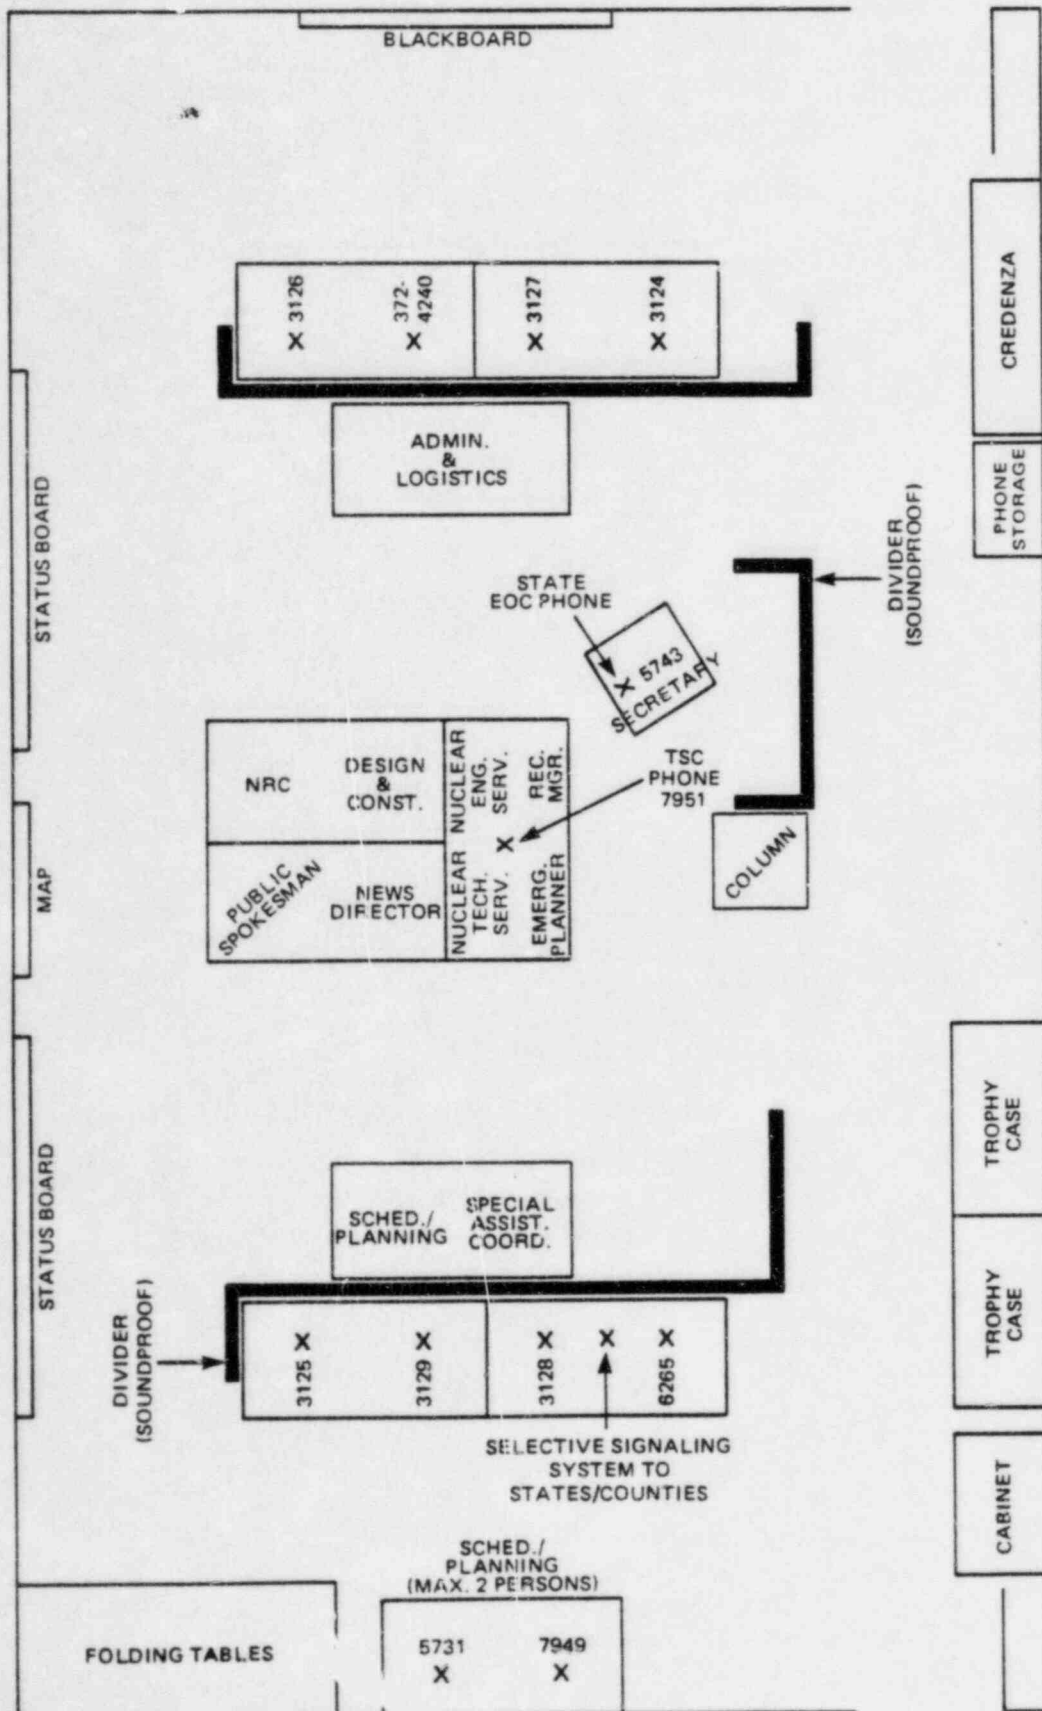 BLACKBOARD
3126
372-
4240
3127
3124
CREDENZA
STATUS BOARD
ADMIN.
&
LOGISTICS
PHONE
STORAGE
DIVIDER
(SOUNDPROOF)
STATE
EOC PHONE
5743
SECRETARY
NRC
DESIGN
&
CONST.
NUCLEAR
ENG.
SERV.
REC.
MGR.
TSC
PHONE
7951
MAP
PUBLIC
SPOKESMAN
NEWS
DIRECTOR
NUCLEAR
TECH.
SERV.
EMERG.
PLANNER
COLUMN
STATUS BOARD
SCHED./
PLANNING
SPECIAL
ASSIST.
COORD.
TROPHY
CASE
TROPHY
CASE
DIVIDER
(SOUNDPROOF)
3125
3129
3128
6265
SELECTIVE SIGNALING
SYSTEM TO
STATES/COUNTIES
CABINET
SCHED./
PLANNING
(MAX. 2 PERSONS)
FOLDING TABLES
5731
7949